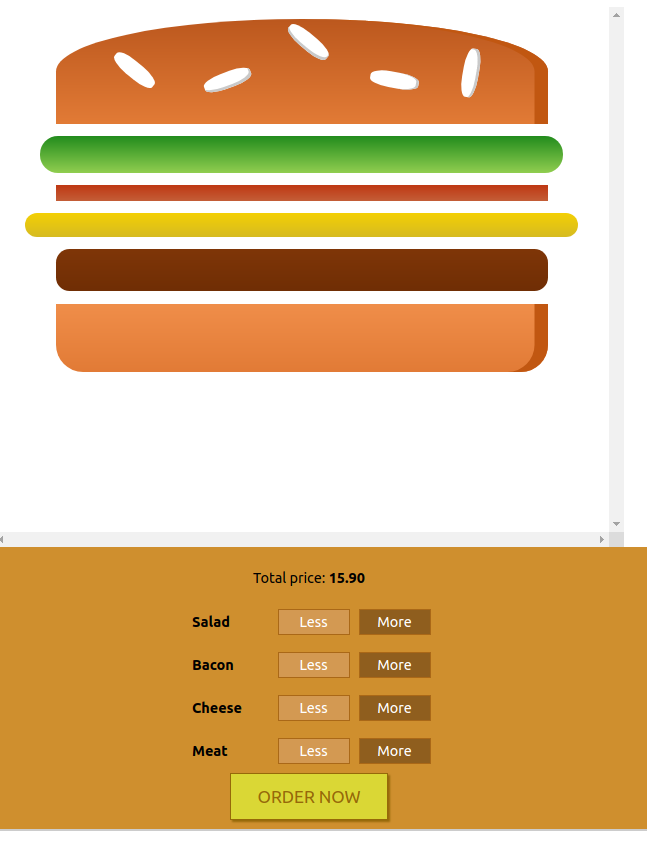 Total price: 15.90
Salad Less More
Bacon Less More
Cheese Less More
Meat Less More
ORDER NOW